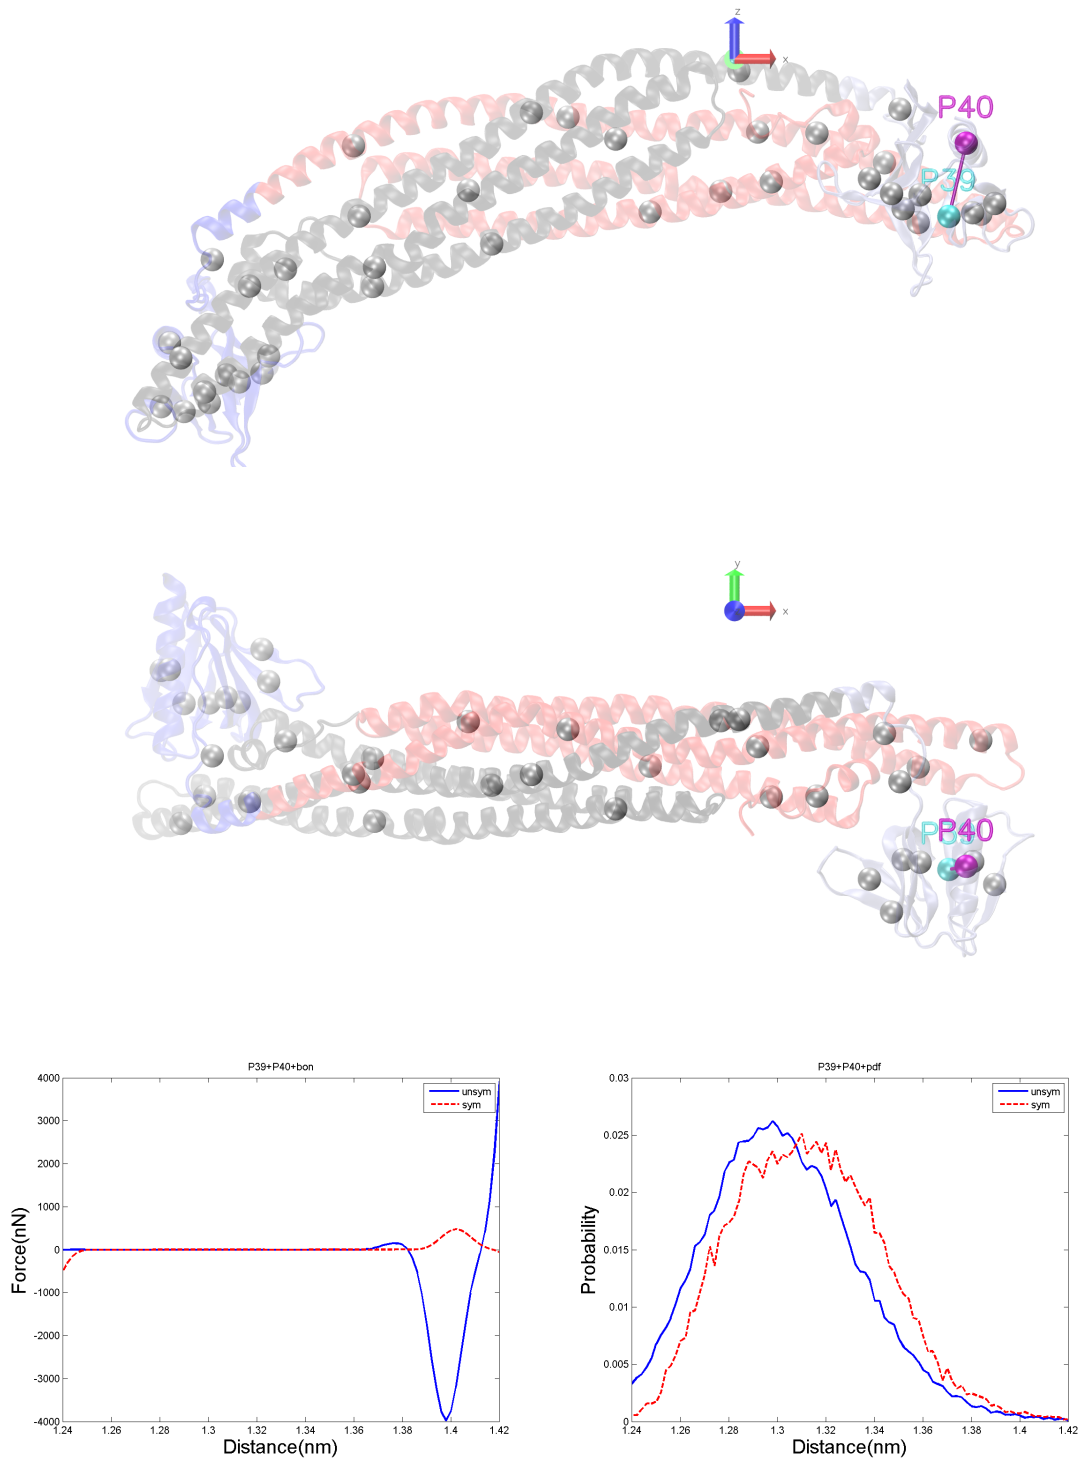 z
x
P40
P39
y
x
P39
P40
P39+P40+bon
4000
3000
2000
1000
0
-1000
-2000
-3000
-4000
Force(nN)
unsym
sym
1.24 1.26 1.28 1.3 1.32 1.34 1.36 1.38 1.4 1.42
Distance(nm)
P39+P40+pdf
0.03
0.025
0.02
0.015
0.01
0.005
0
Probability
unsym
sym
1.24 1.26 1.28 1.3 1.32 1.34 1.36 1.38 1.4 1.42
Distance(nm)